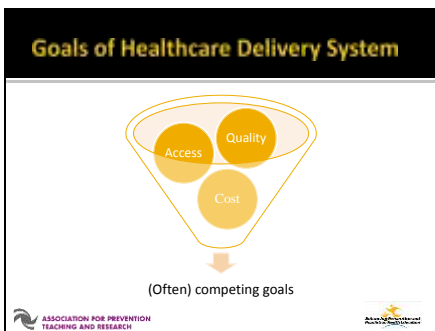 Goals of Healthcare Delivery System
Quality
Access
Cost
(Often) competing goals
ASSOCIATION FOR PREVENTION
TEACHING AND RESEARCH